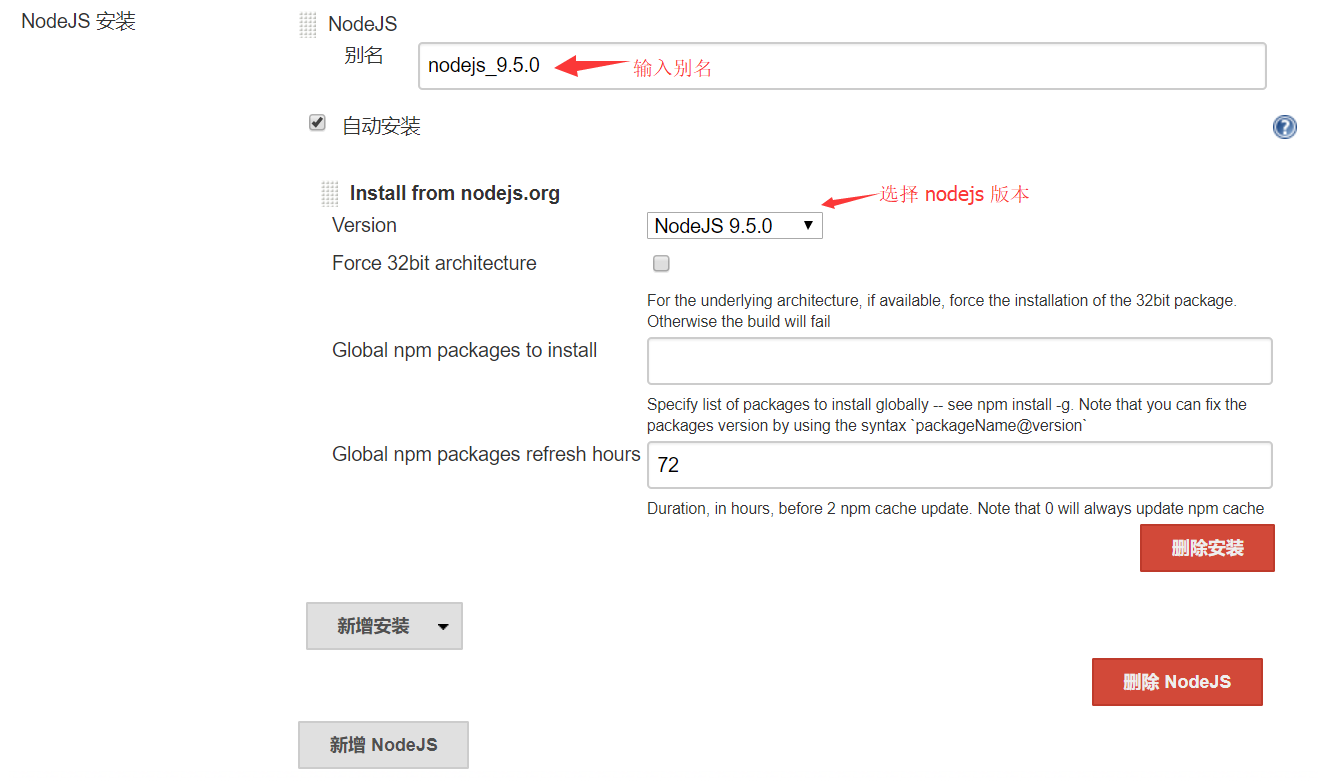 NodeJS 安装
NodeJS
别名
nodejs_9.5.0
输入别名
自动安装
Install from nodejs.org
选择 nodejs 版本
Version
NodeJS 9.5.0
Force 32bit architecture
For the underlying architecture, if available, force the installation of the 32bit package.
Otherwise the build will fail
Global npm packages to install
Specify list of packages to install globally -- see npm install -g. Note that you can fix the
packages version by using the syntax `packageName@version`
Global npm packages refresh hours
72
Duration, in hours, before 2 npm cache update. Note that 0 will always update npm cache
删除安装
新增安装
删除 NodeJS
新增 NodeJS